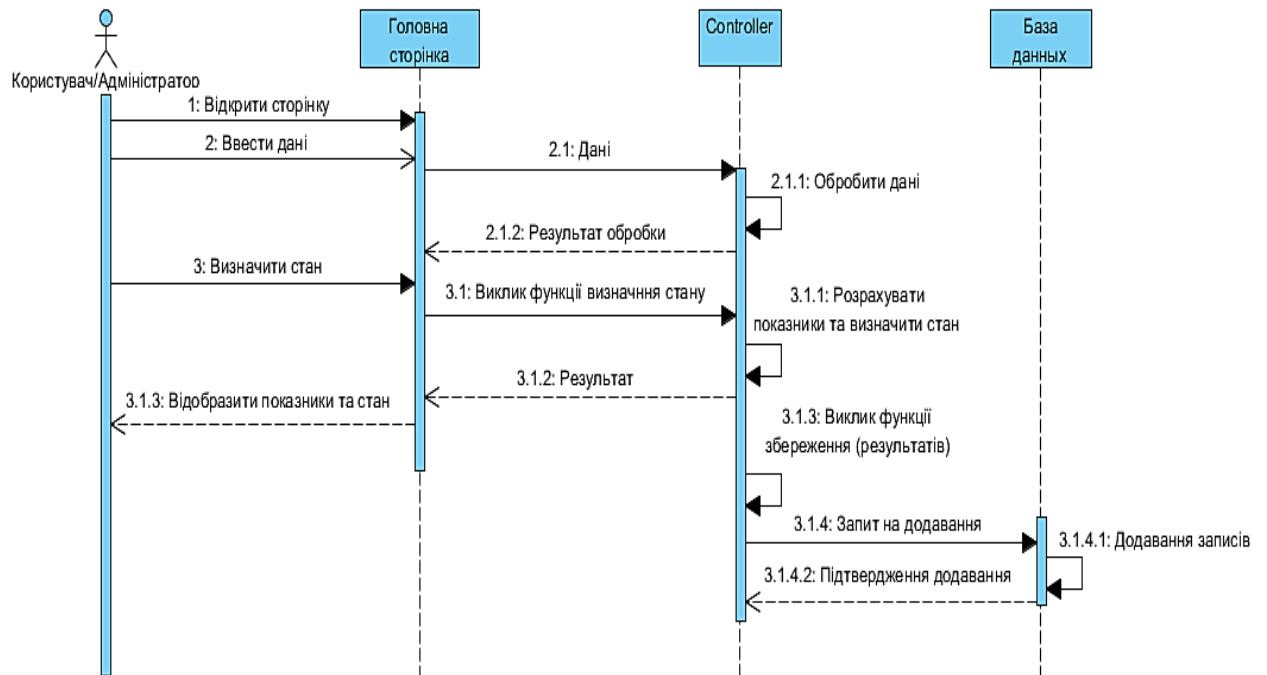 Головна
сторінка
Controller
База
данных
Користувач/Адміністратор
1: Відкрити сторінку
2: Ввести дані
2.1: Дані
2.1.1: Обробити дані
2.1.2: Результат обробки
3: Визначити стан
3.1: Виклик функції визначння стану
3.1.1: Розрахувати
показники та визначити стан
3.1.2: Результат
3.1.3: Відобразити показники та стан
3.1.3: Виклик функції
збереження (результатів)
3.1.4: Запит на додавання
3.1.4.1: Додавання записів
3.1.4.2: Підтвердження додавання